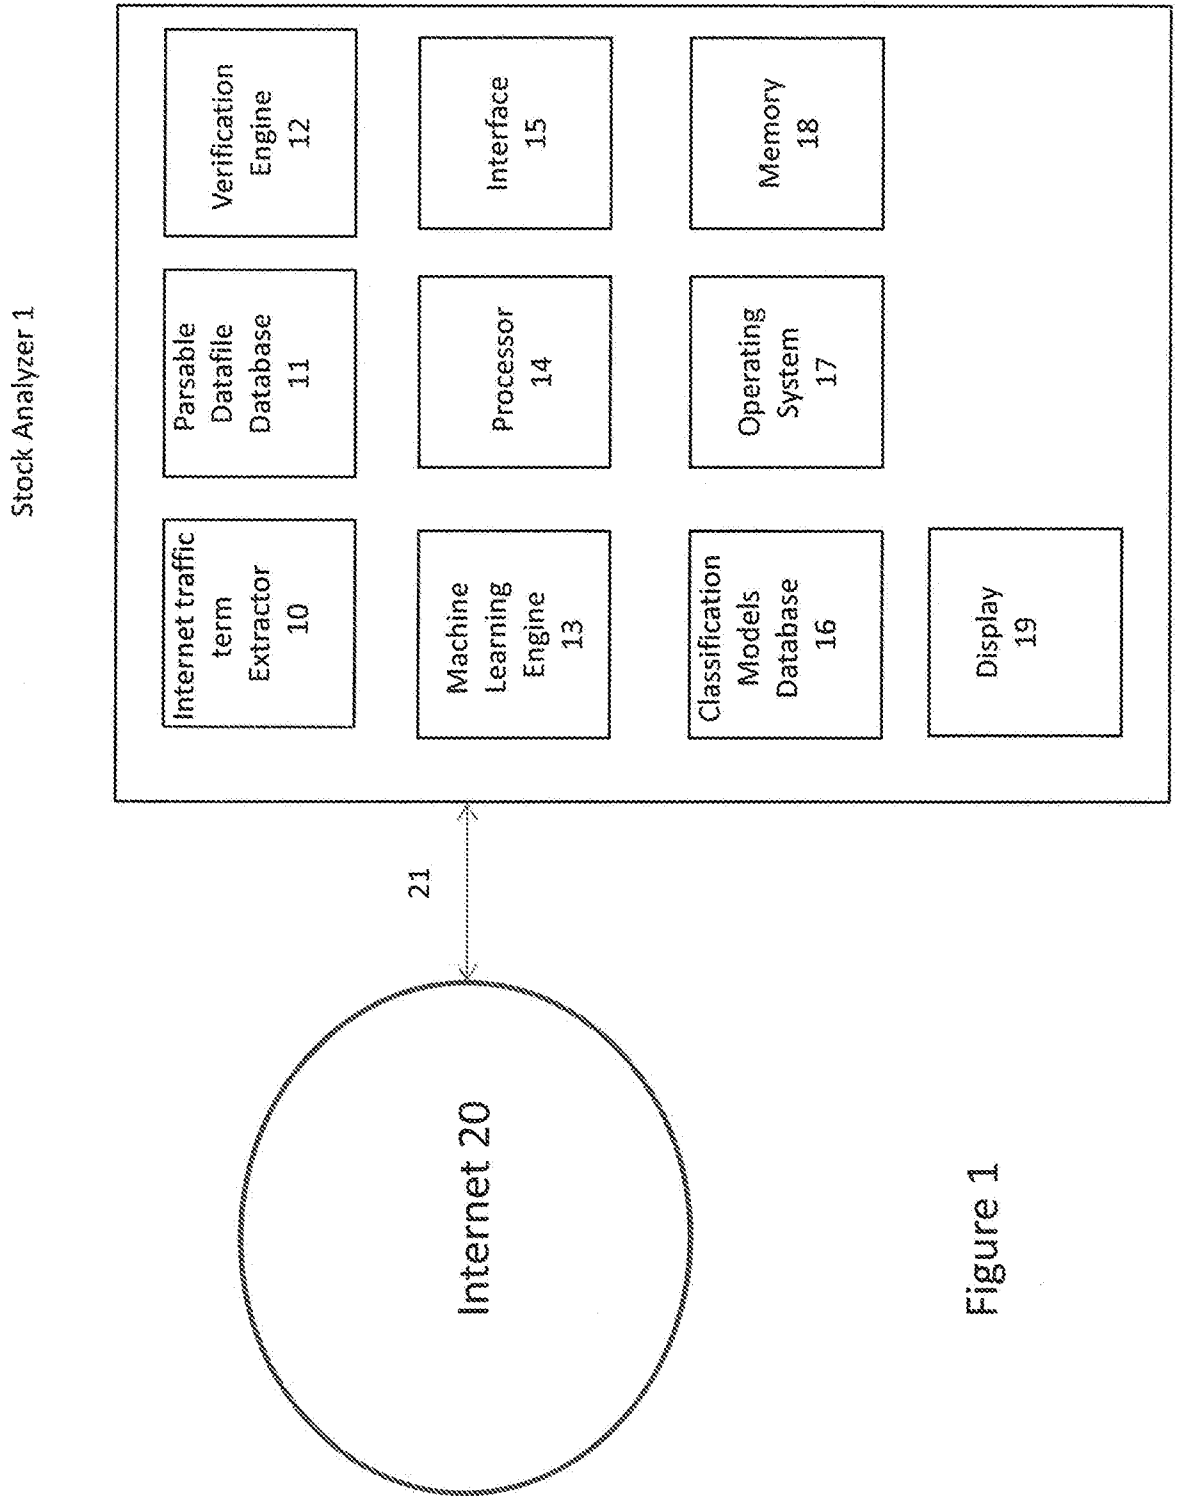 Stock Analyzer 1
Internet traffic
term
Extractor
10
Parsable
Datafile
Database
11
Verification
Engine
12
Machine
Learning
Engine
13
Processor
14
Interface
15
Classification
Models
Database
16
Operating
System
17
Memory
18
Display
19
21
Internet 20
Figure 1